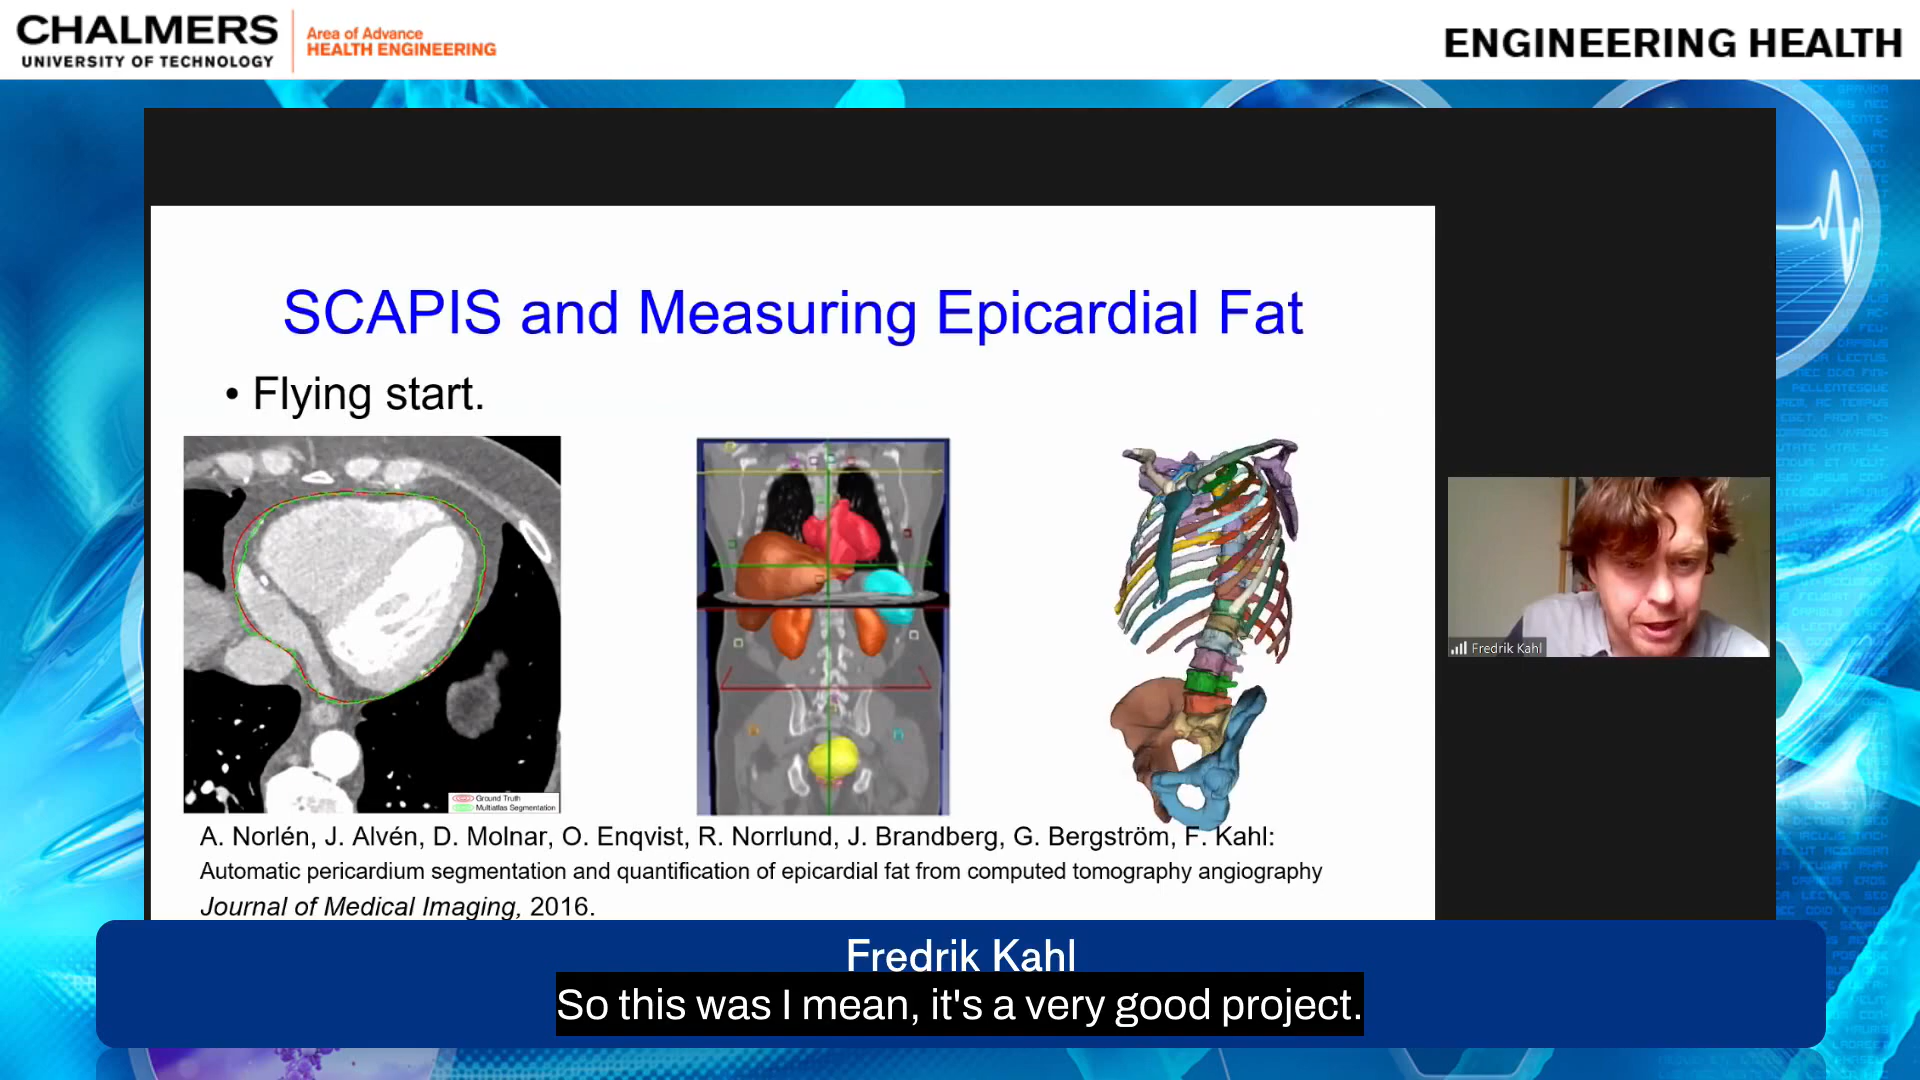 CHALMERS
UNIVERSITY OF TECHNOLOGY
Area of Advance
HEALTH ENGINEERING
ENGINEERING HEALTH
SCAPIS and Measuring Epicardial Fat
• Flying start.
Ground Truth
Multiatlas Segmentation
Fredrik Kahl
A. Norlén, J. Alvén, D. Molnar, O. Enqvist, R. Norrlund, J. Brandberg, G. Bergström, F. Kahl:
Automatic pericardium segmentation and quantification of epicardial fat from computed tomography angiography
Journal of Medical Imaging, 2016.
Fredrik Kahl
So this was I mean, it's a very good project.